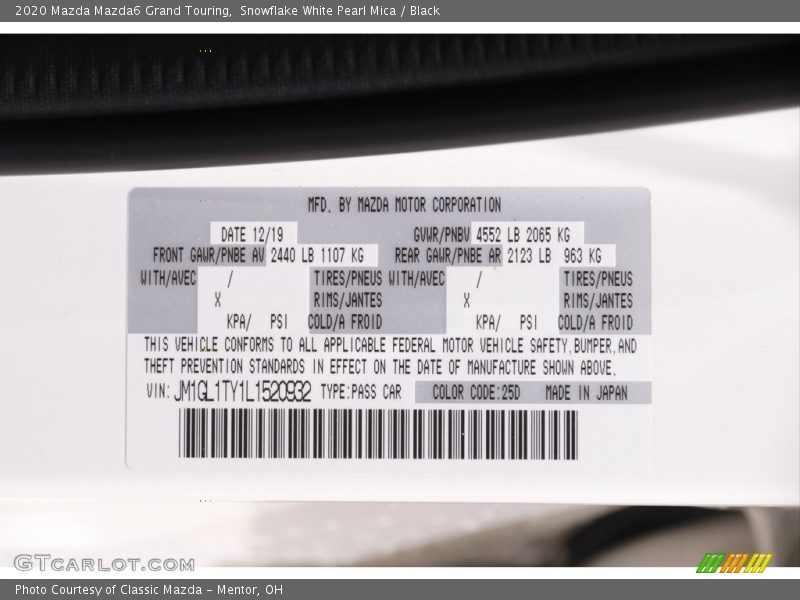 2020 Mazda Mazda6 Grand Touring,  Snowflake White Pearl Mica / Black
MFD. BY MAZDA MOTOR CORPORATION
DATE 12/19 GVWR/PNBV 4552 LB 2065 KG
FRONT GAWR/PNBE AV 2440 LB 1107 KG REAR GAWR/PNBE AR 2123 LB 963 KG
WITH/AVEC / TIRES/PNEUS WITH/AVEC / TIRES/PNEUS
X RIMS/JANTES X RIMS/JANTES
KPA/ PSI COLD/A FROID KPA/ PSI COLD/A FROID
THIS VEHICLE CONFORMS TO ALL APPLICABLE FEDERAL MOTOR VEHICLE SAFETY, BUMPER, AND
THEFT PREVENTION STANDARDS IN EFFECT ON THE DATE OF MANUFACTURE SHOWN ABOVE.
VIN: JM1GL1TY1L1520932 TYPE:PASS CAR COLOR CODE:25D MADE IN JAPAN
GTCARLOT.COM
Photo Courtesy of Classic Mazda - Mentor, OH